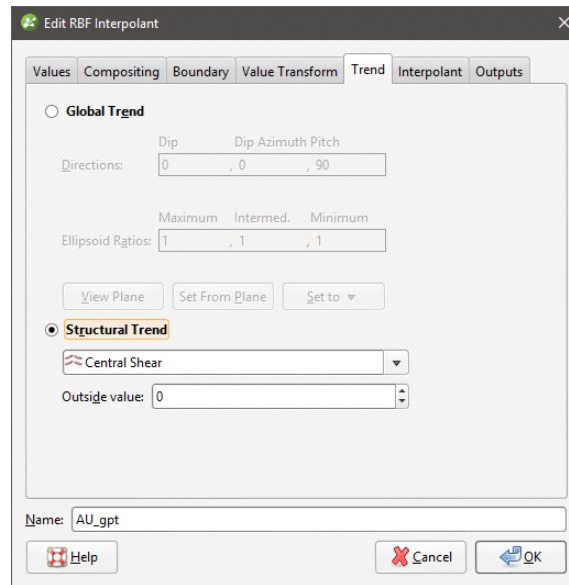 Edit RBF Interpolant
Values Compositing Boundary Value Transform Trend Interpolant Outputs
Global Trend
Dip Dip Azimuth Pitch
Directions: 0 , 0 , 90
Maximum Intermed. Minimum
Ellipsoid Ratios: 1 , 1 , 1
View Plane Set From Plane Set to
Structural Trend
Central Shear
Outside value: 0
Name: AU_gpt
Help Cancel OK